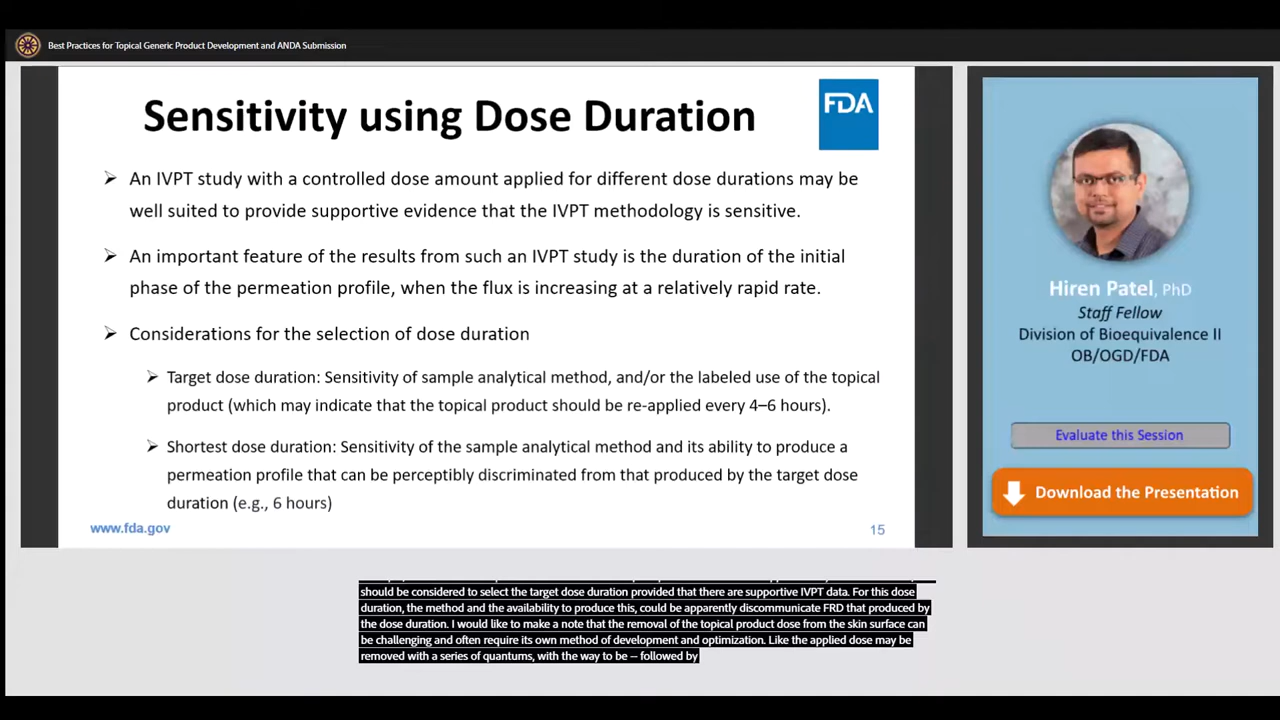 Best Practices for Topical Generic Product Development and ANDA Submission
Sensitivity using Dose Duration
FDA
An IVPT study with a controlled dose amount applied for different dose durations may be
well suited to provide supportive evidence that the IVPT methodology is sensitive.
An important feature of the results from such an IVPT study is the duration of the initial
phase of the permeation profile, when the flux is increasing at a relatively rapid rate.
Considerations for the selection of dose duration
Target dose duration: Sensitivity of sample analytical method, and/or the labeled use of the topical
product (which may indicate that the topical product should be re-applied every 4–6 hours).
Shortest dose duration: Sensitivity of the sample analytical method and its ability to produce a
permeation profile that can be perceptibly discriminated from that produced by the target dose
duration (e.g., 6 hours)
www.fda.gov
15
Hiren Patel, PhD
Staff Fellow
Division of Bioequivalence II
OB/OGD/FDA
Evaluate this Session
Download the Presentation
should be considered to select the target dose duration provided that there are supportive IVPT data. For this dose
duration, the method and the availability to produce this, could be apparently discommunicate FRD that produced by
the dose duration. I would like to make a note that the removal of the topical product dose from the skin surface can
be challenging and often require its own method of development and optimization. Like the applied dose may be
removed with a series of quantums, with the way to be -- followed by